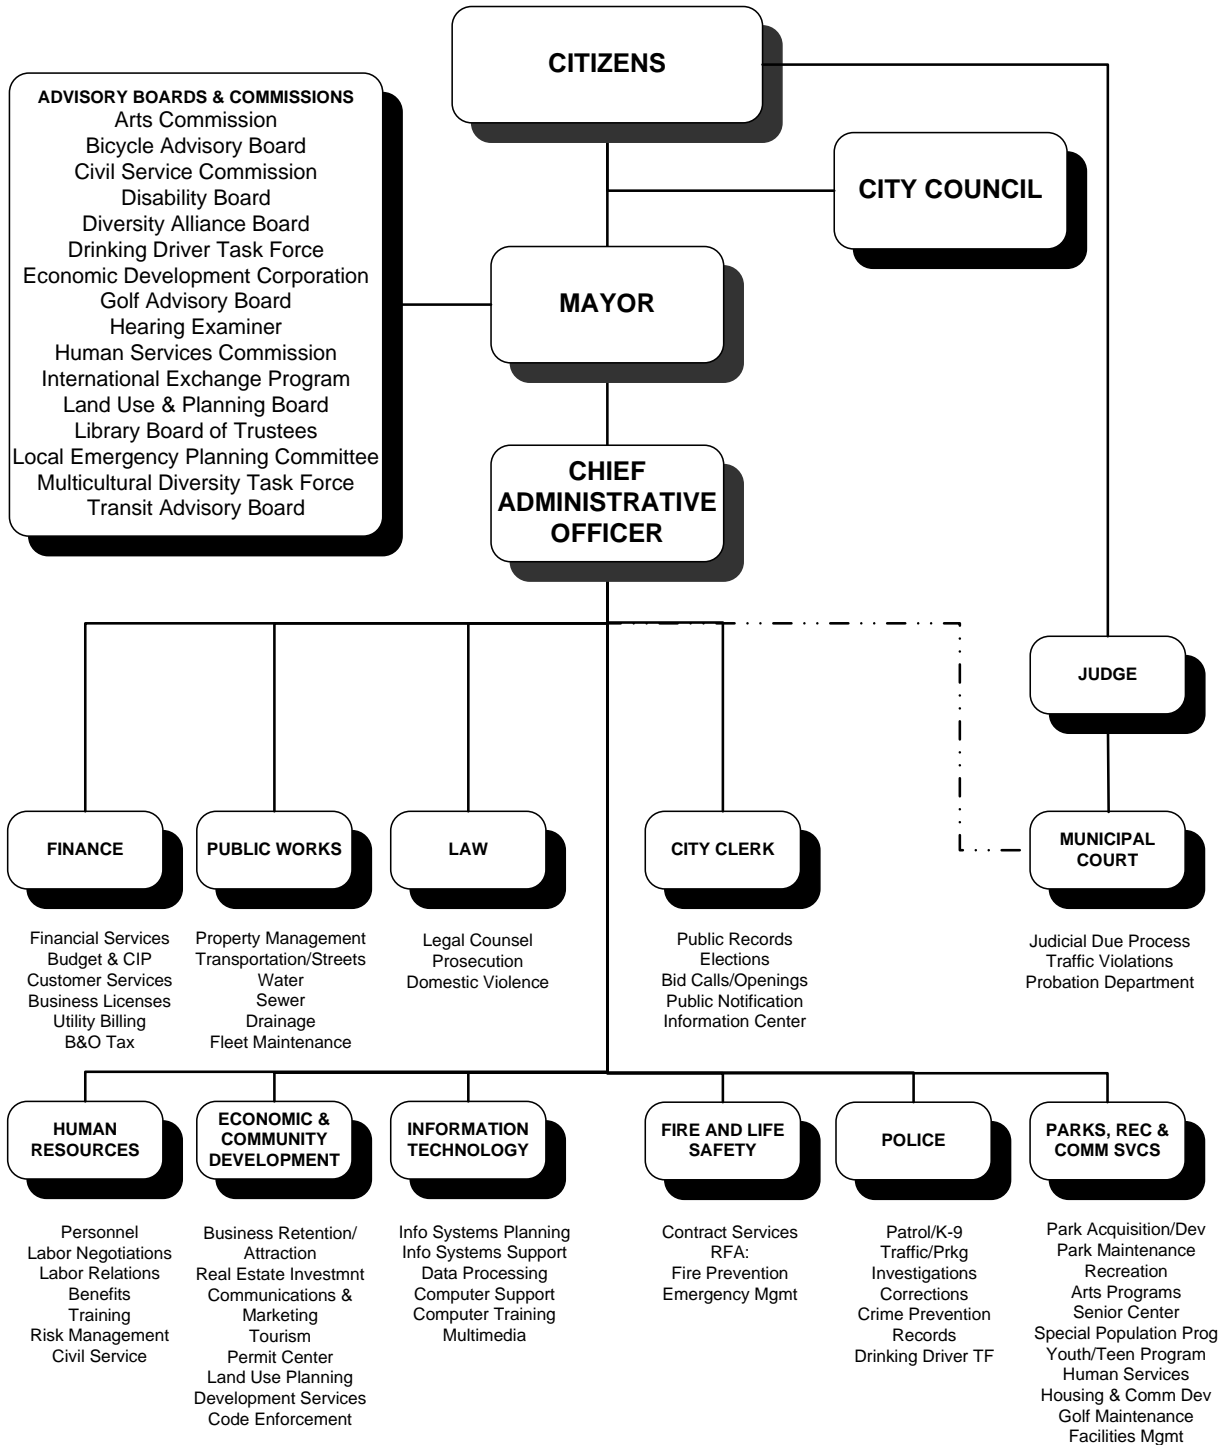 CITIZENS
ADVISORY BOARDS & COMMISSIONS
Arts Commission
Bicycle Advisory Board
Civil Service Commission
Disability Board
Diversity Alliance Board
Drinking Driver Task Force
Economic Development Corporation
Golf Advisory Board
Hearing Examiner
Human Services Commission
International Exchange Program
Land Use & Planning Board
Library Board of Trustees
Local Emergency Planning Committee
Multicultural Diversity Task Force
Transit Advisory Board
CITY COUNCIL
MAYOR
CHIEF
ADMINISTRATIVE
OFFICER
JUDGE
FINANCE
Financial Services
Budget & CIP
Customer Services
Business Licenses
Utility Billing
B&O Tax
PUBLIC WORKS
Property Management
Transportation/Streets
Water
Sewer
Drainage
Fleet Maintenance
LAW
Legal Counsel
Prosecution
Domestic Violence
CITY CLERK
Public Records
Elections
Bid Calls/Openings
Public Notification
Information Center
MUNICIPAL
COURT
Judicial Due Process
Traffic Violations
Probation Department
HUMAN
RESOURCES
Personnel
Labor Negotiations
Labor Relations
Benefits
Training
Risk Management
Civil Service
ECONOMIC &
COMMUNITY
DEVELOPMENT
Business Retention/
Attraction
Real Estate Investmnt
Communications &
Marketing
Tourism
Permit Center
Land Use Planning
Development Services
Code Enforcement
INFORMATION
TECHNOLOGY
Info Systems Planning
Info Systems Support
Data Processing
Computer Support
Computer Training
Multimedia
FIRE AND LIFE
SAFETY
Contract Services
RFA:
Fire Prevention
Emergency Mgmt
POLICE
Patrol/K-9
Traffic/Prkg
Investigations
Corrections
Crime Prevention
Records
Drinking Driver TF
PARKS, REC &
COMM SVCS
Park Acquisition/Dev
Park Maintenance
Recreation
Arts Programs
Senior Center
Special Population Prog
Youth/Teen Program
Human Services
Housing & Comm Dev
Golf Maintenance
Facilities Mgmt